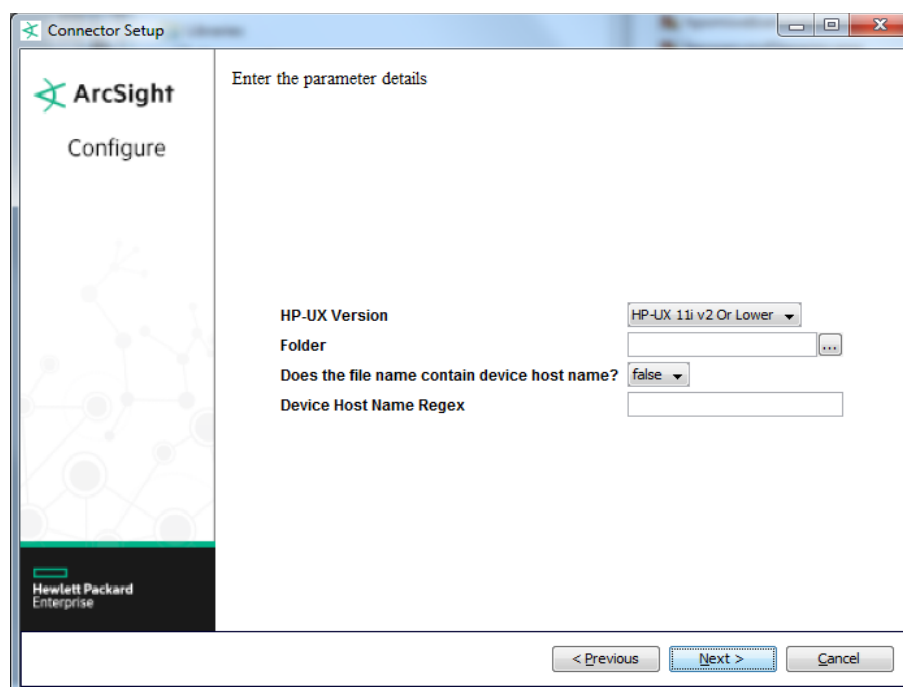 Connector Setup
ArcSight
Configure
Enter the parameter details
HP-UX Version
HP-UX 11i v2 Or Lower
Folder
...
Does the file name contain device host name?
false
Device Host Name Regex
Hewlett Packard
Enterprise
< Previous
Next >
Cancel